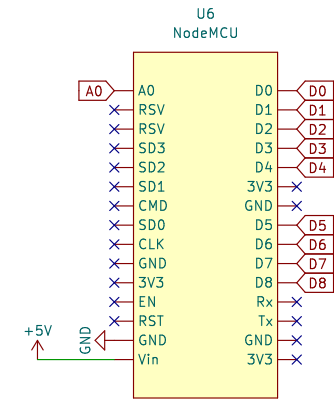 U6
NodeMCU
A0 A0 D0 D0
RSV D1 D1
RSV D2 D2
SD3 D3 D3
SD2 D4 D4
SD1 3V3
CMD GND
SD0 D5 D5
CLK D6 D6
GND D7 D7
3V3 D8 D8
EN Rx
RST Tx
GND GND GND
+5V Vin 3V3